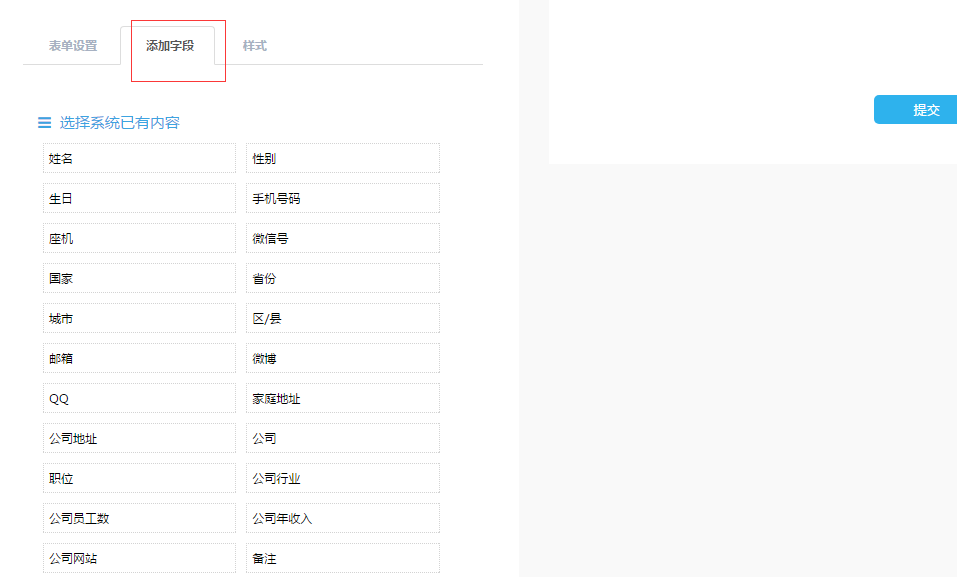 表单设置 添加字段 样式
提交
选择系统已有内容
姓名 性别
生日 手机号码
座机 微信号
国家 省份
城市 区/县
邮箱 微博
QQ 家庭地址
公司地址 公司
职位 公司行业
公司员工数 公司年收入
公司网站 备注